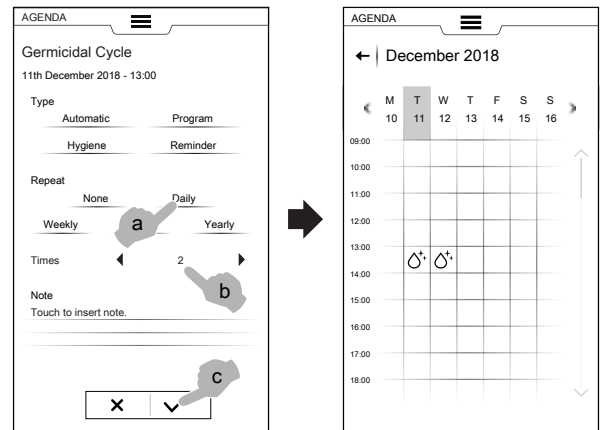 AGENDA
Germicidal Cycle
11th December 2018 - 13:00
Type
Automatic Program
Hygiene Reminder
Repeat
None Daily
Weekly Yearly
Times 2
Note
Touch to insert note.
a
b
c
AGENDA
December 2018
M T W T F S S
10 11 12 13 14 15 16
09:00
10:00
11:00
12:00
13:00
14:00
15:00
16:00
17:00
18:00